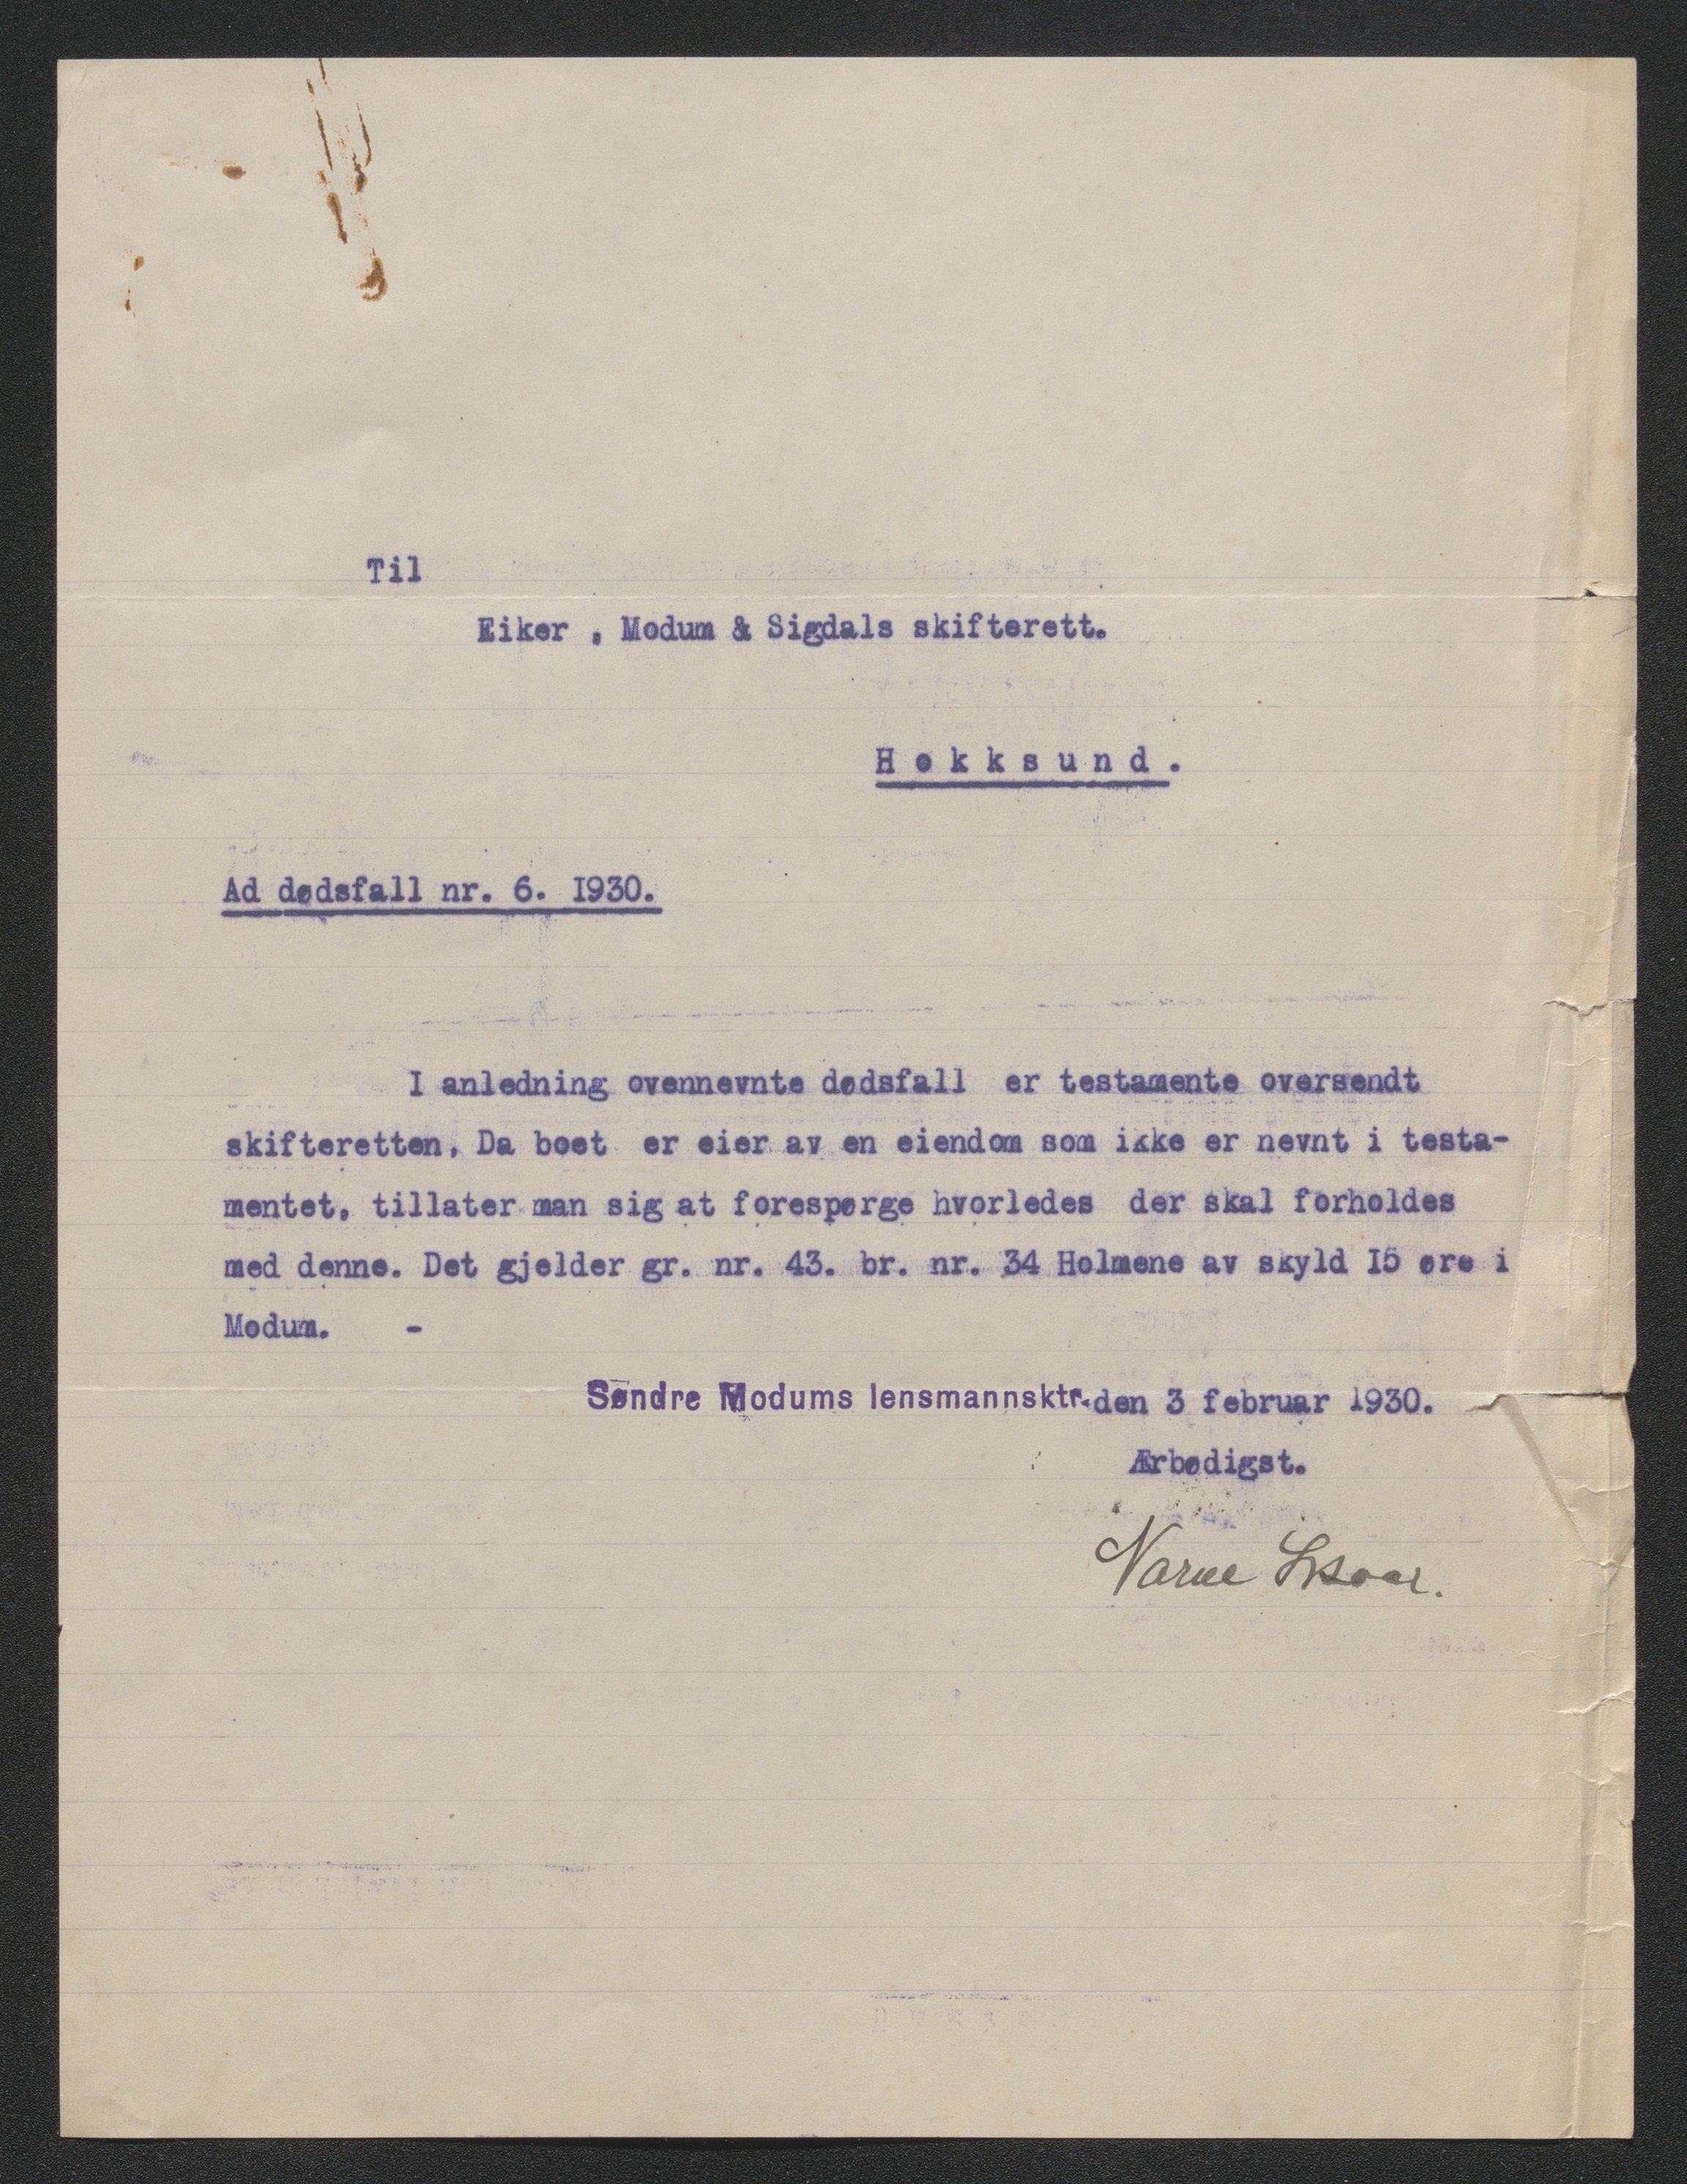 Til
Eiker , Modum & Sigdals skifterett.
Hokksund.
Ad dødsfall nr. 6. 1930.
I anledning ovennevnte dødsfall er testamente oversendt
skifteretten. Da boet er eier av en eiendom som ikke er nevnt i testa-
mentet, tillater man sig at forespørge hvorledes der skal forholdes
med denne. Det gjelder gr. nr. 43. br. nr. 34 Holmene av skyld 15 øre i
Modum. -
Søndre Modums lensmannsktr. den 3 februar 1930.
Ærbødigst.